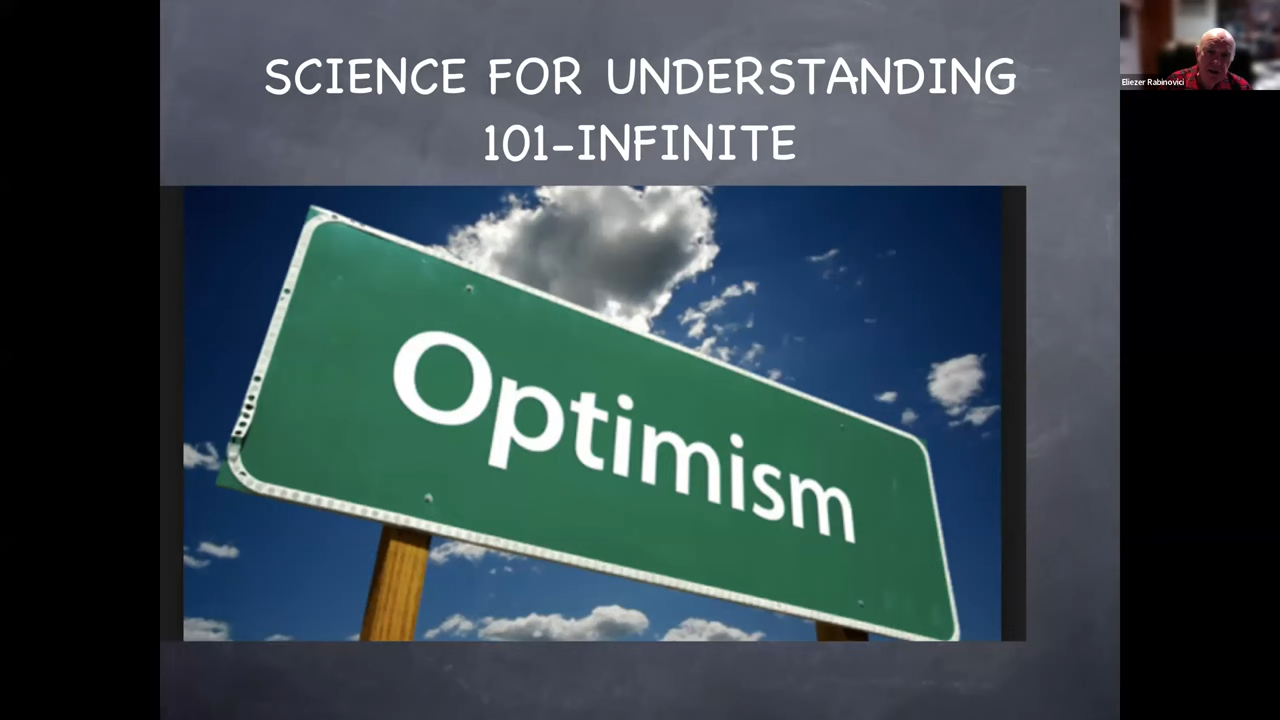 SCIENCE FOR UNDERSTANDING
101-INFINITE
Optimism
Eliezer Rabinovici